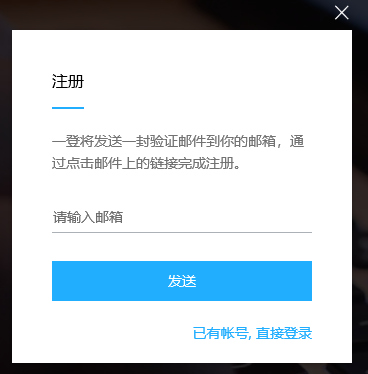 注册
一登将发送一封验证邮件到你的邮箱，通
过点击邮件上的链接完成注册。
请输入邮箱
发送
已有帐号, 直接登录